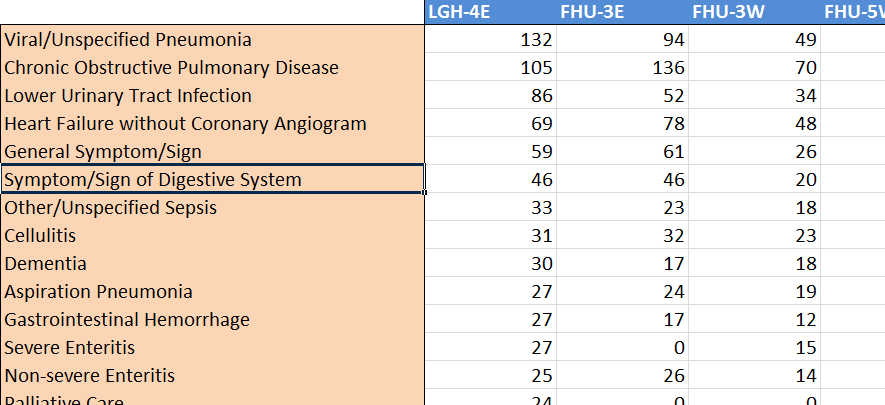 LGH-4E FHU-3E FHU-3W
Viral/Unspecified Pneumonia 132 94 49
Chronic Obstructive Pulmonary Disease 105 136 70
Lower Urinary Tract Infection 86 52 34
Heart Failure without Coronary Angiogram 69 78 48
General Symptom/Sign 59 61 26
Symptom/Sign of Digestive System 46 46 20
Other/Unspecified Sepsis 33 23 18
Cellulitis 31 32 23
Dementia 30 17 18
Aspiration Pneumonia 27 24 19
Gastrointestinal Hemorrhage 27 17 12
Severe Enteritis 27 0 15
Non-severe Enteritis 25 26 14
Palliative Care 24 0 0